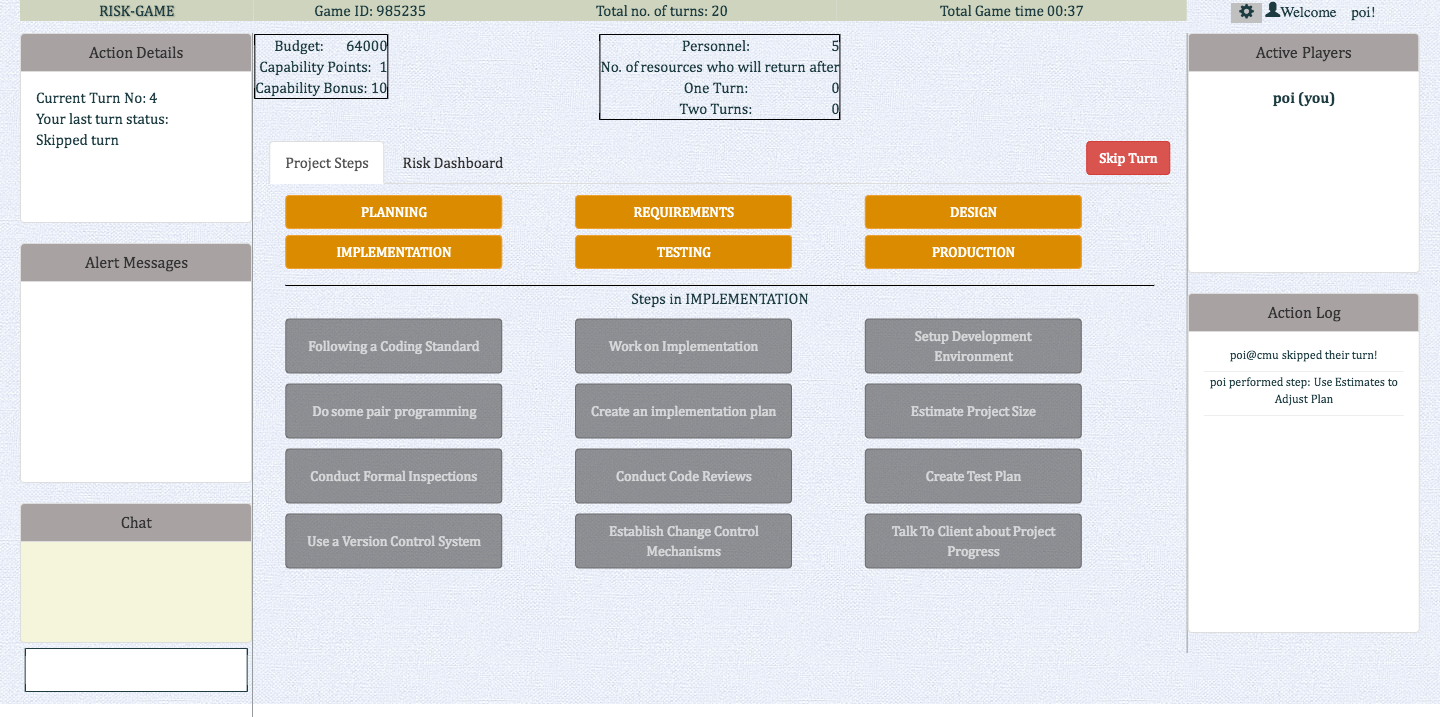 RISK-GAME
Game ID: 985235
Total no. of turns: 20
Total Game time 00:37
Welcome poi!
Action Details
Current Turn No: 4
Your last turn status:
Skipped turn
Alert Messages
Chat
Budget: 64000
Capability Points: 1
Capability Bonus: 10
Personnel: 5
No. of resources who will return after
One Turn: 0
Two Turns: 0
Project Steps
Risk Dashboard
Skip Turn
PLANNING
REQUIREMENTS
DESIGN
IMPLEMENTATION
TESTING
PRODUCTION
Steps in IMPLEMENTATION
Following a Coding Standard
Work on Implementation
Setup Development
Environment
Do some pair programming
Create an implementation plan
Estimate Project Size
Conduct Formal Inspections
Conduct Code Reviews
Create Test Plan
Use a Version Control System
Establish Change Control
Mechanisms
Talk To Client about Project
Progress
Active Players
poi (you)
Action Log
poi@cmu skipped their turn!
poi performed step: Use Estimates to
Adjust Plan